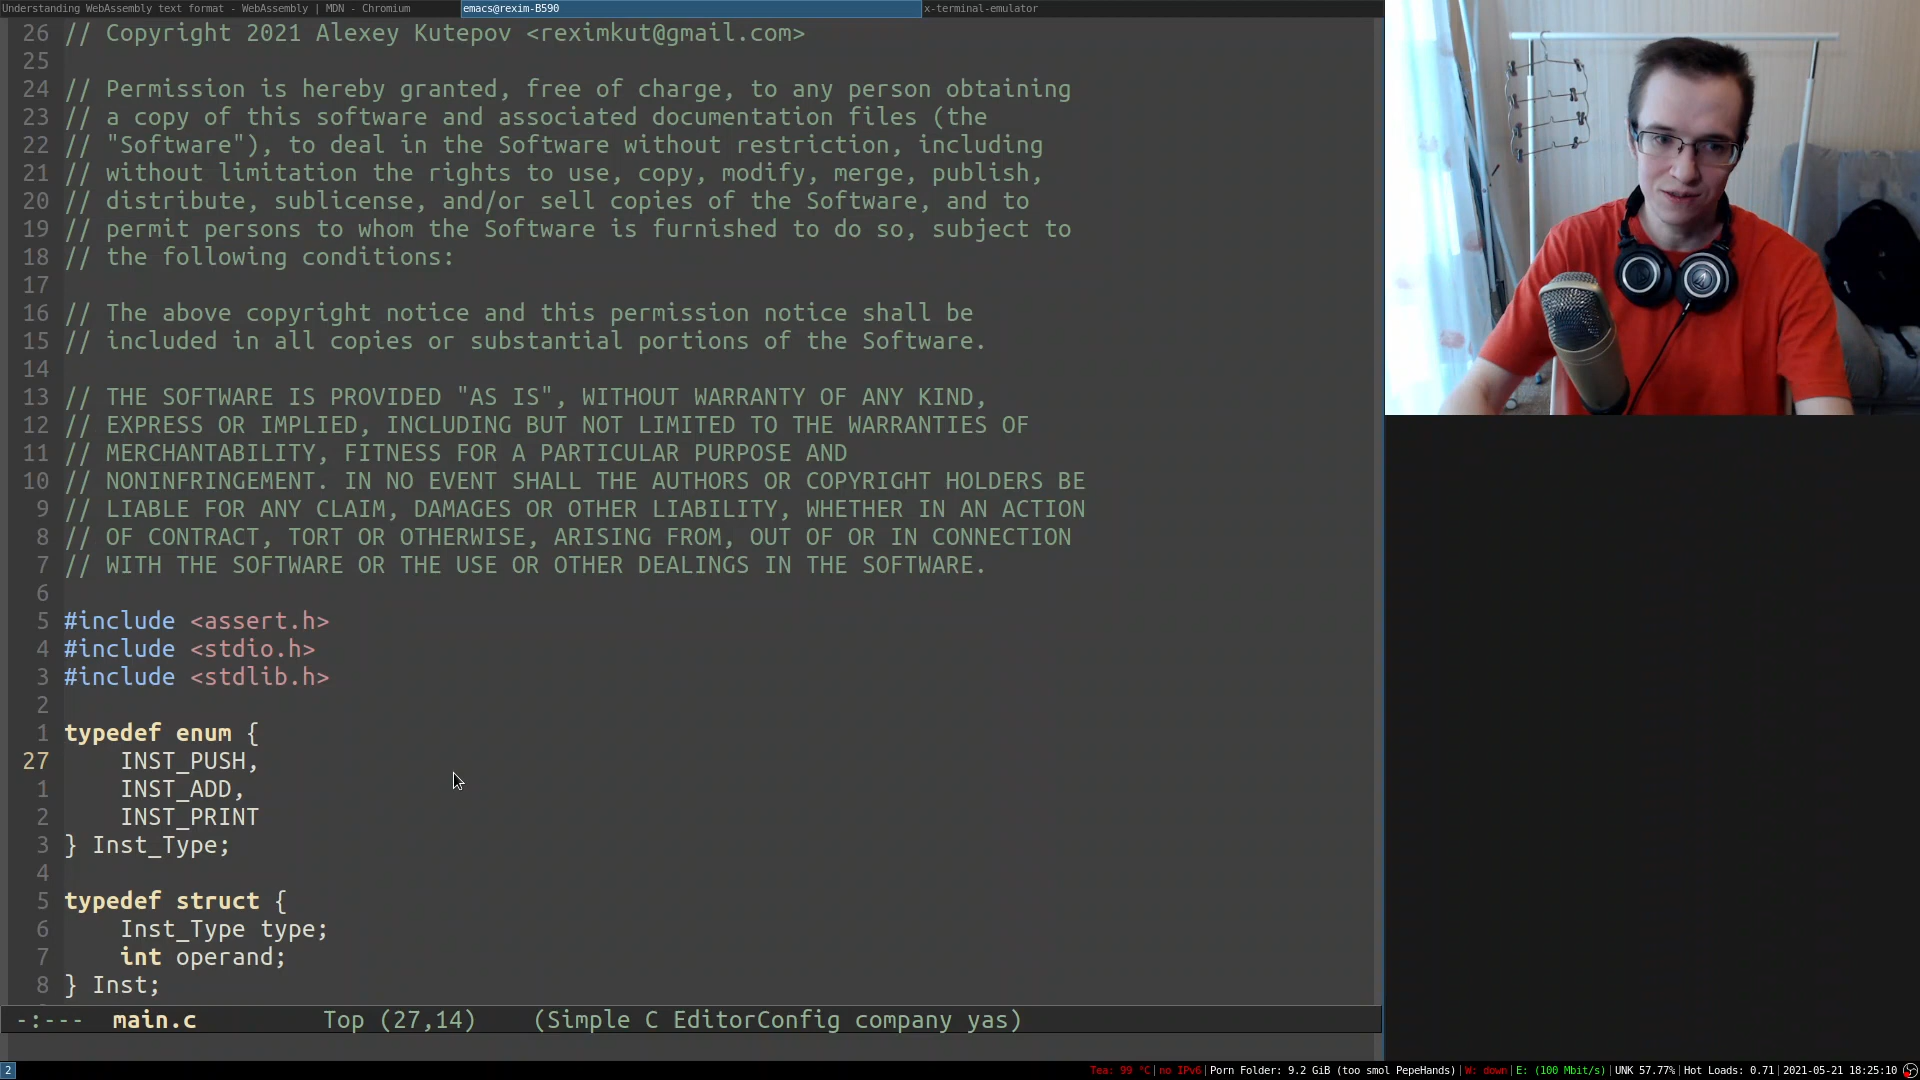 Understanding WebAssembly text format - WebAssembly | MDN - Chromium
emacs@rexim-B590
x-terminal-emulator
26 // Copyright 2021 Alexey Kutepov <reximkut@gmail.com>
25
24 // Permission is hereby granted, free of charge, to any person obtaining
23 // a copy of this software and associated documentation files (the
22 // "Software"), to deal in the Software without restriction, including
21 // without limitation the rights to use, copy, modify, merge, publish,
20 // distribute, sublicense, and/or sell copies of the Software, and to
19 // permit persons to whom the Software is furnished to do so, subject to
18 // the following conditions:
17
16 // The above copyright notice and this permission notice shall be
15 // included in all copies or substantial portions of the Software.
14
13 // THE SOFTWARE IS PROVIDED "AS IS", WITHOUT WARRANTY OF ANY KIND,
12 // EXPRESS OR IMPLIED, INCLUDING BUT NOT LIMITED TO THE WARRANTIES OF
11 // MERCHANTABILITY, FITNESS FOR A PARTICULAR PURPOSE AND
10 // NONINFRINGEMENT. IN NO EVENT SHALL THE AUTHORS OR COPYRIGHT HOLDERS BE
9 // LIABLE FOR ANY CLAIM, DAMAGES OR OTHER LIABILITY, WHETHER IN AN ACTION
8 // OF CONTRACT, TORT OR OTHERWISE, ARISING FROM, OUT OF OR IN CONNECTION
7 // WITH THE SOFTWARE OR THE USE OR OTHER DEALINGS IN THE SOFTWARE.
6
5 #include <assert.h>
4 #include <stdio.h>
3 #include <stdlib.h>
2
1 typedef enum {
27 INST_PUSH,
1 INST_ADD,
2 INST_PRINT
3 } Inst_Type;
4
5 typedef struct {
6 Inst_Type type;
7 int operand;
8 } Inst;
-:--- main.c Top (27,14) (Simple C EditorConfig company yas)
2
Tea: 99 °C|no IPv6|Porn Folder: 9.2 GiB (too smol PepeHands)|W: down|E: (100 Mbit/s)|UNK 57.77%|Hot Loads: 0.71|2021-05-21 18:25:10